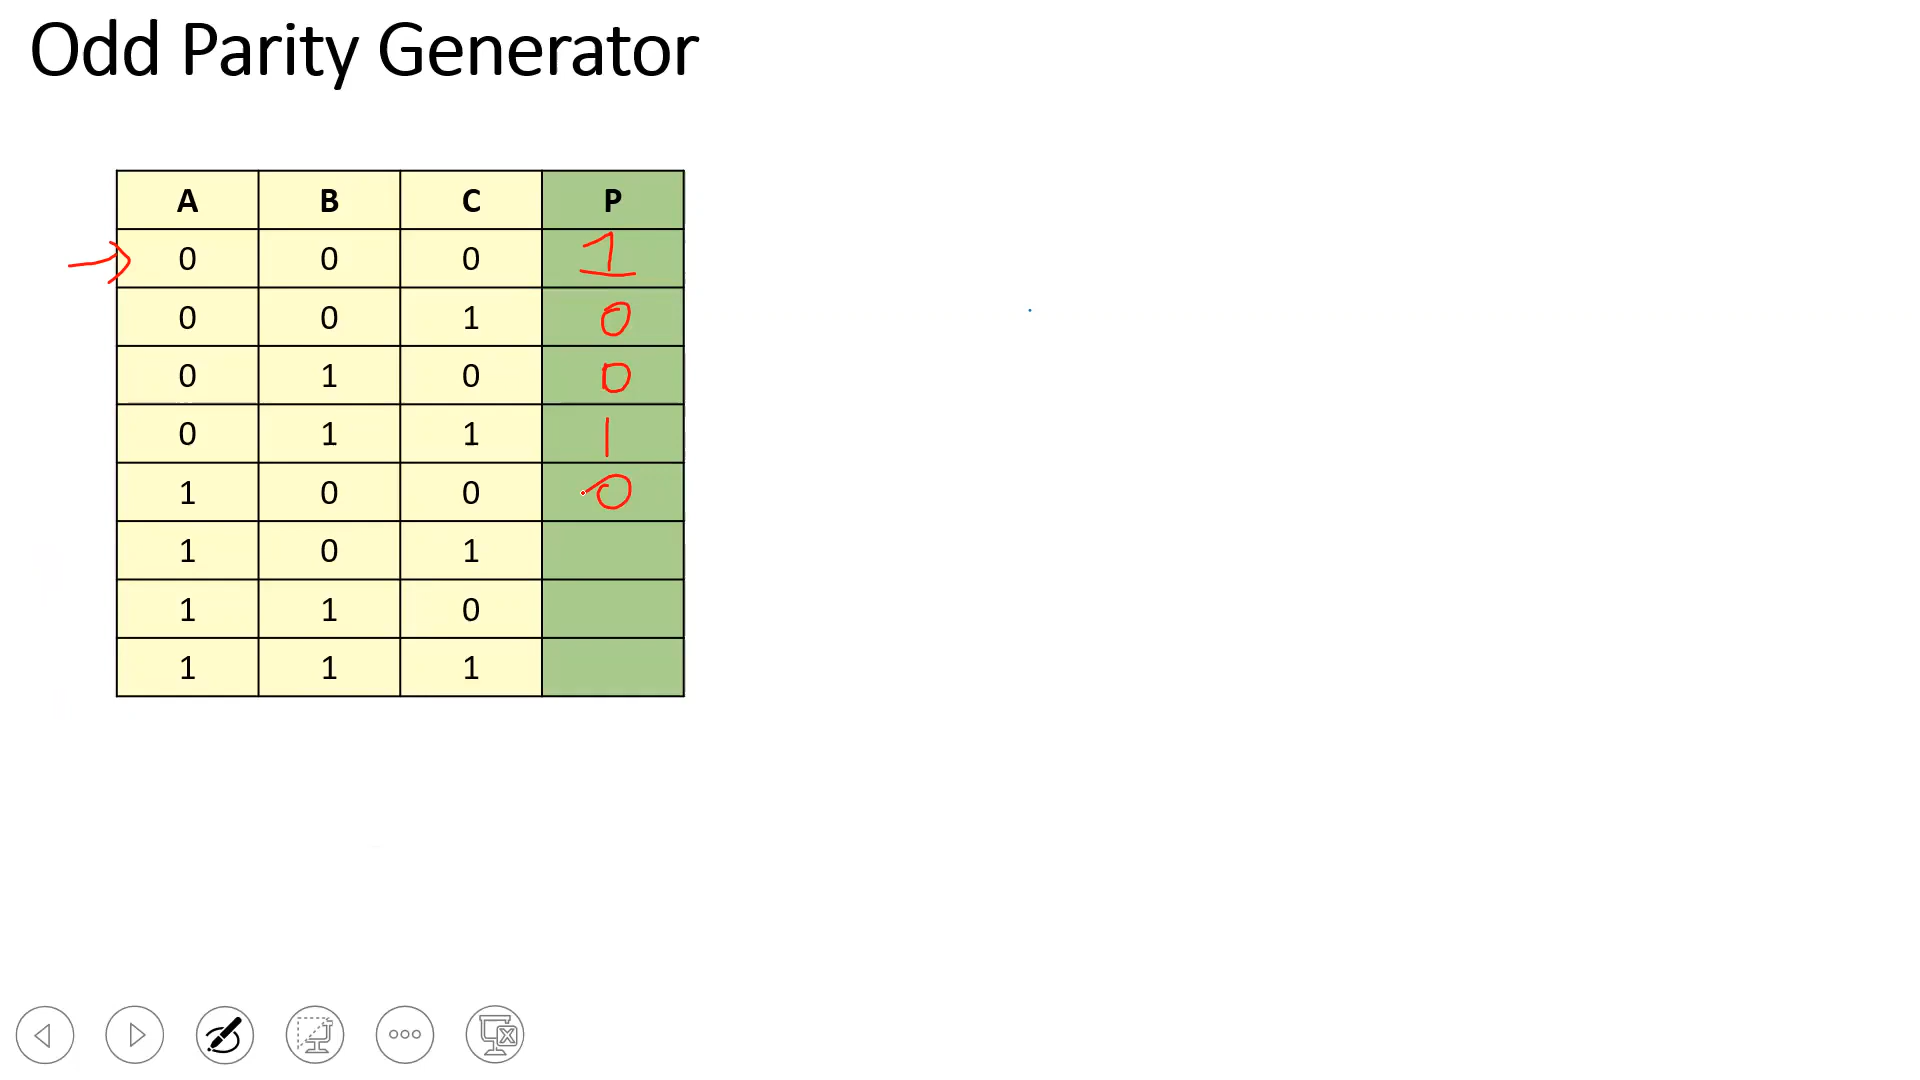 Odd Parity Generator
A B C P
0 0 0 1
0 0 1 0
0 1 0 0
0 1 1 1
1 0 0 0
1 0 1
1 1 0
1 1 1